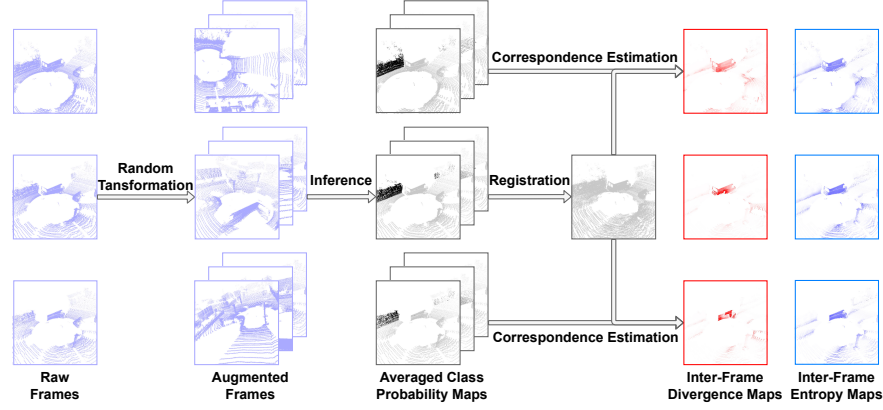 Correspondence Estimation
Random
Tansformation
Inference
Registration
Correspondence Estimation
Raw
Frames
Augmented
Frames
Averaged Class
Probability Maps
Inter-Frame
Divergence Maps
Inter-Frame
Entropy Maps